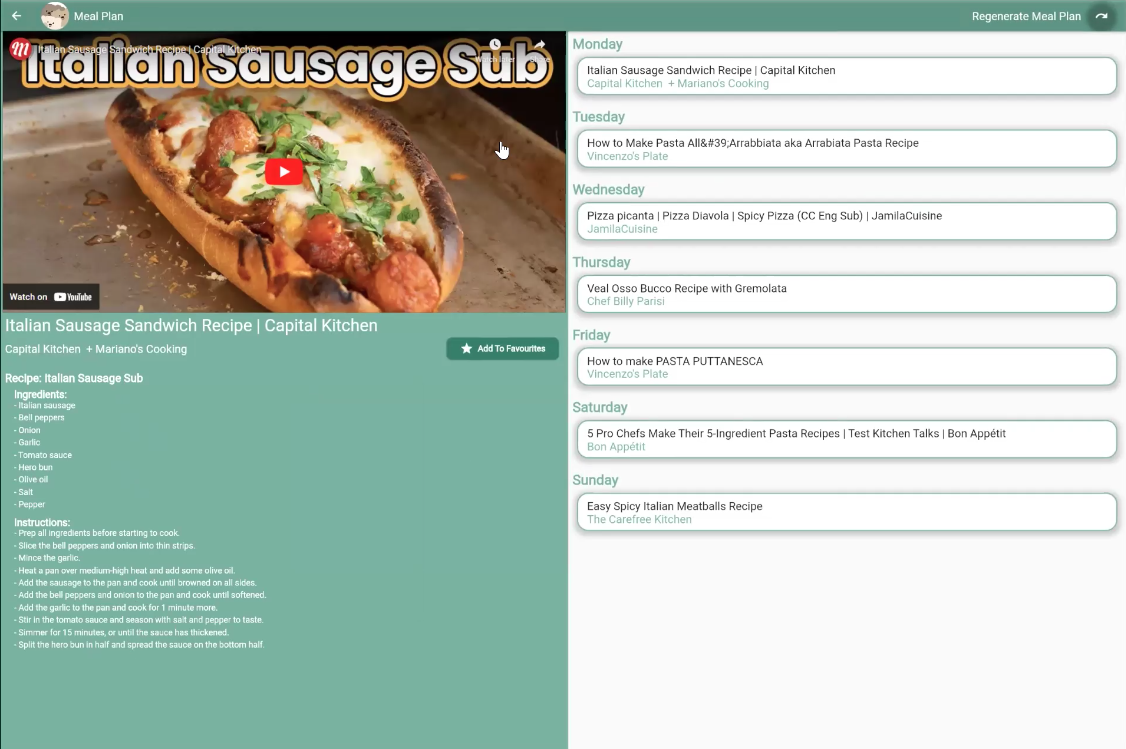 Meal Plan
Regenerate Meal Plan
Italian Sausage Sandwich Recipe | Capital Kitchen
Watch later
Share
Italian Sausage Sub
Watch on YouTube
Italian Sausage Sandwich Recipe | Capital Kitchen
Capital Kitchen + Mariano's Cooking
Add To Favourites
Recipe: Italian Sausage Sub
Ingredients:
- Italian sausage
- Bell peppers
- Onion
- Garlic
- Tomato sauce
- Hero bun
- Olive oil
- Salt
- Pepper
Instructions:
- Prep all ingredients before starting to cook.
- Slice the bell peppers and onion into thin strips.
- Mince the garlic.
- Heat a pan over medium-high heat and add some olive oil.
- Add the sausage to the pan and cook until browned on all sides.
- Add the bell peppers and onion to the pan and cook until softened.
- Add the garlic to the pan and cook for 1 minute more.
- Stir in the tomato sauce and season with salt and pepper to taste.
- Simmer for 15 minutes, or until the sauce has thickened.
- Split the hero bun in half and spread the sauce on the bottom half.
Monday
Italian Sausage Sandwich Recipe | Capital Kitchen
Capital Kitchen + Mariano's Cooking
Tuesday
How to Make Pasta All&#39;Arrabbiata aka Arrabiata Pasta Recipe
Vincenzo's Plate
Wednesday
Pizza picanta | Pizza Diavola | Spicy Pizza (CC Eng Sub) | JamilaCuisine
JamilaCuisine
Thursday
Veal Osso Bucco Recipe with Gremolata
Chef Billy Parisi
Friday
How to make PASTA PUTTANESCA
Vincenzo's Plate
Saturday
5 Pro Chefs Make Their 5-Ingredient Pasta Recipes | Test Kitchen Talks | Bon Appétit
Bon Appétit
Sunday
Easy Spicy Italian Meatballs Recipe
The Carefree Kitchen